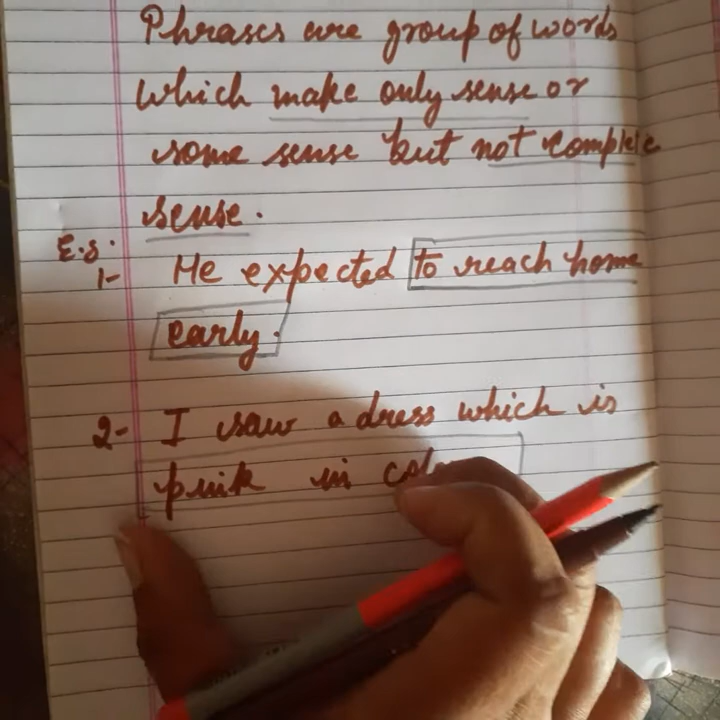 Phrases are group of words
which make only sense or
some sense but not complete
sense.
E.g.
1- He expected to reach home
early.
2- I saw a dress which is
pink in